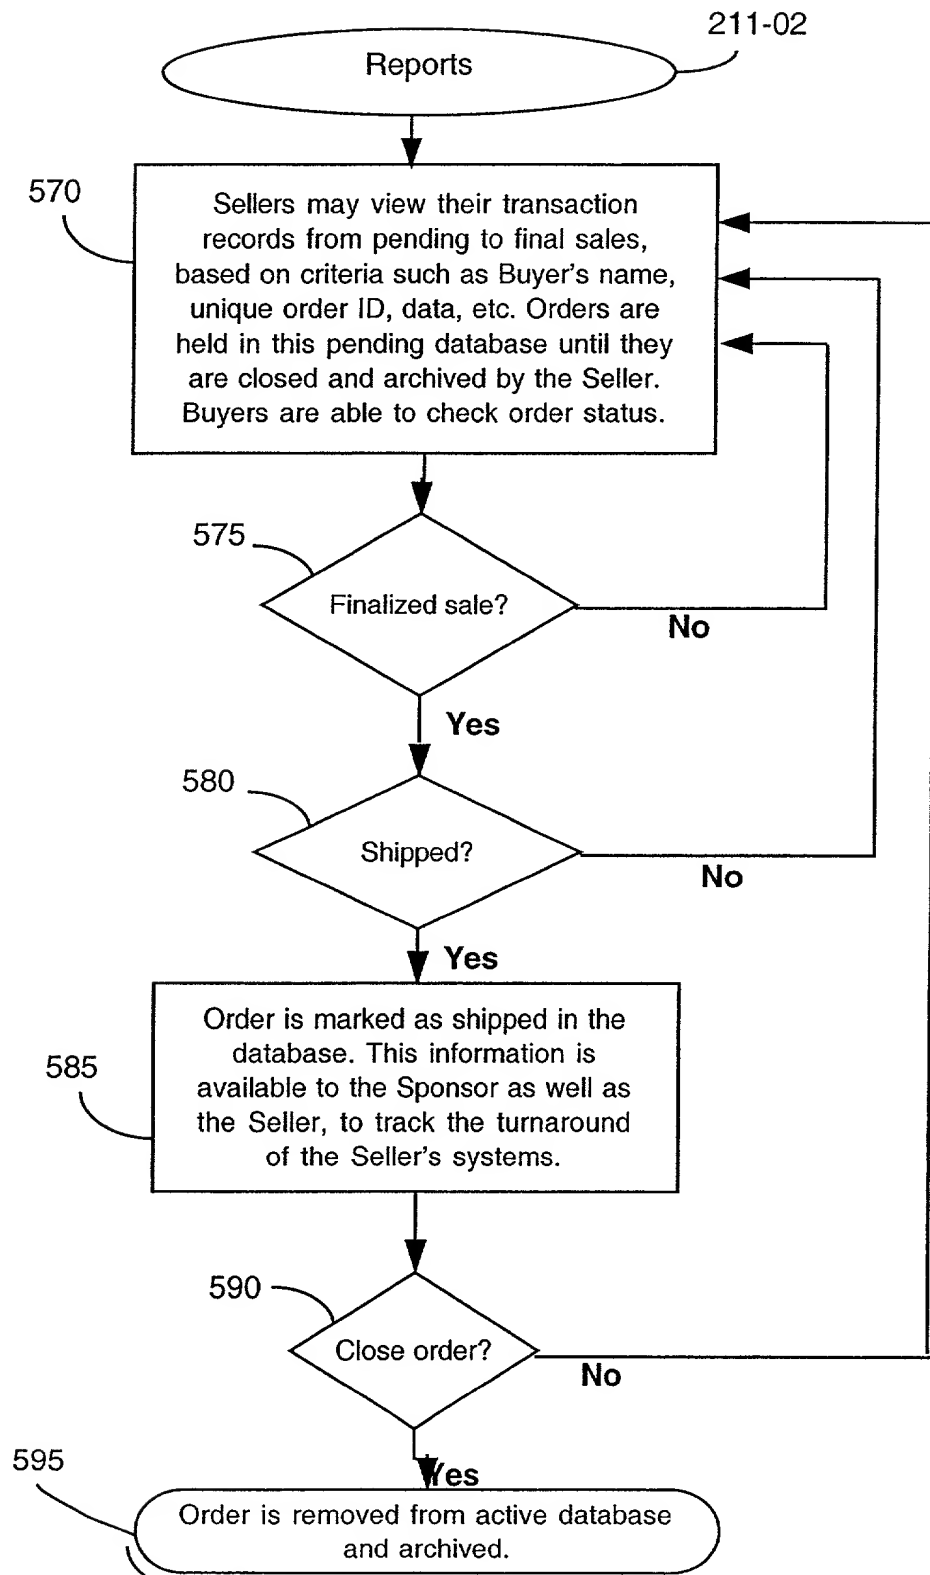 211-02
Reports
570
Sellers may view their transaction
records from pending to final sales,
based on criteria such as Buyer's name,
unique order ID, data, etc. Orders are
held in this pending database until they
are closed and archived by the Seller.
Buyers are able to check order status.
575
Finalized sale?
No
Yes
580
Shipped?
No
Yes
585
Order is marked as shipped in the
database. This information is
available to the Sponsor as well as
the Seller, to track the turnaround
of the Seller's systems.
590
Close order?
No
Yes
595
Order is removed from active database
and archived.